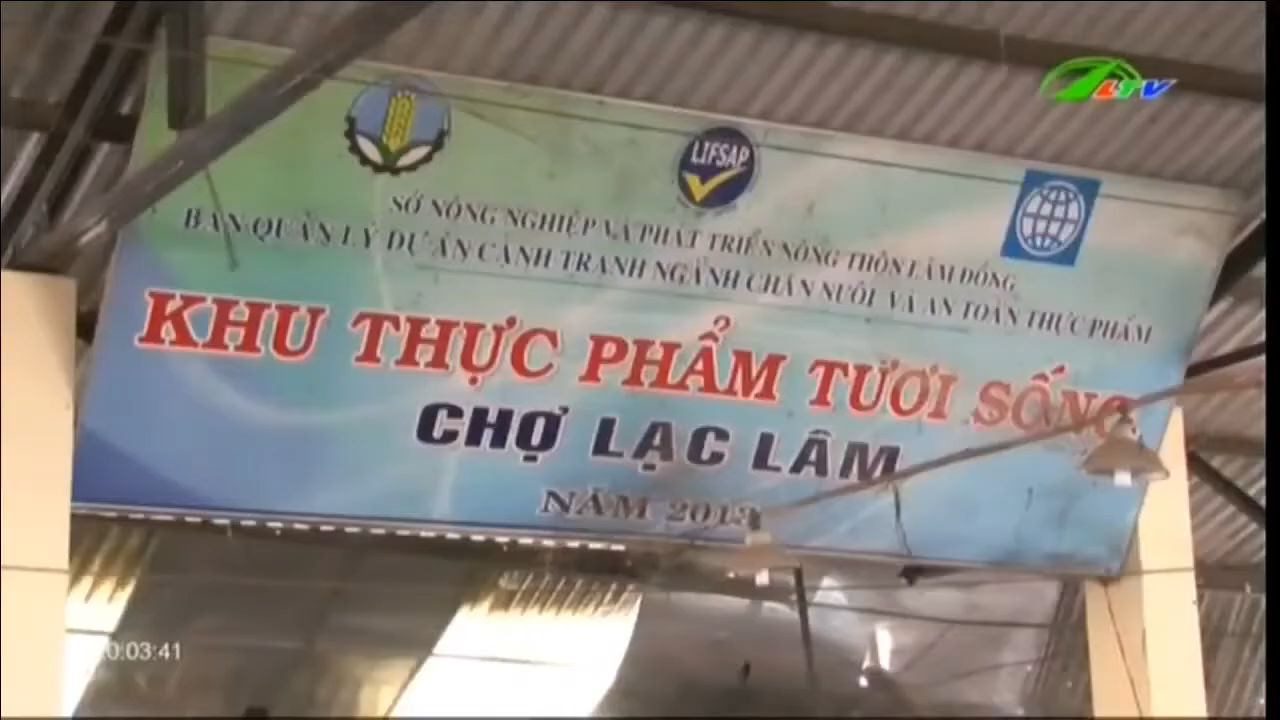 LTV
LIFSAP
SỞ NÔNG NGHIỆP VÀ PHÁT TRIỂN NÔNG THÔN LÂM ĐỒNG
BAN QUẢN LÝ DỰ ÁN CẠNH TRANH NGÀNH CHĂN NUÔI VÀ AN TOÀN THỰC PHẨM
KHU THỰC PHẨM TƯƠI SỐNG
CHỢ LẠC LÂM
NĂM
0:03:41